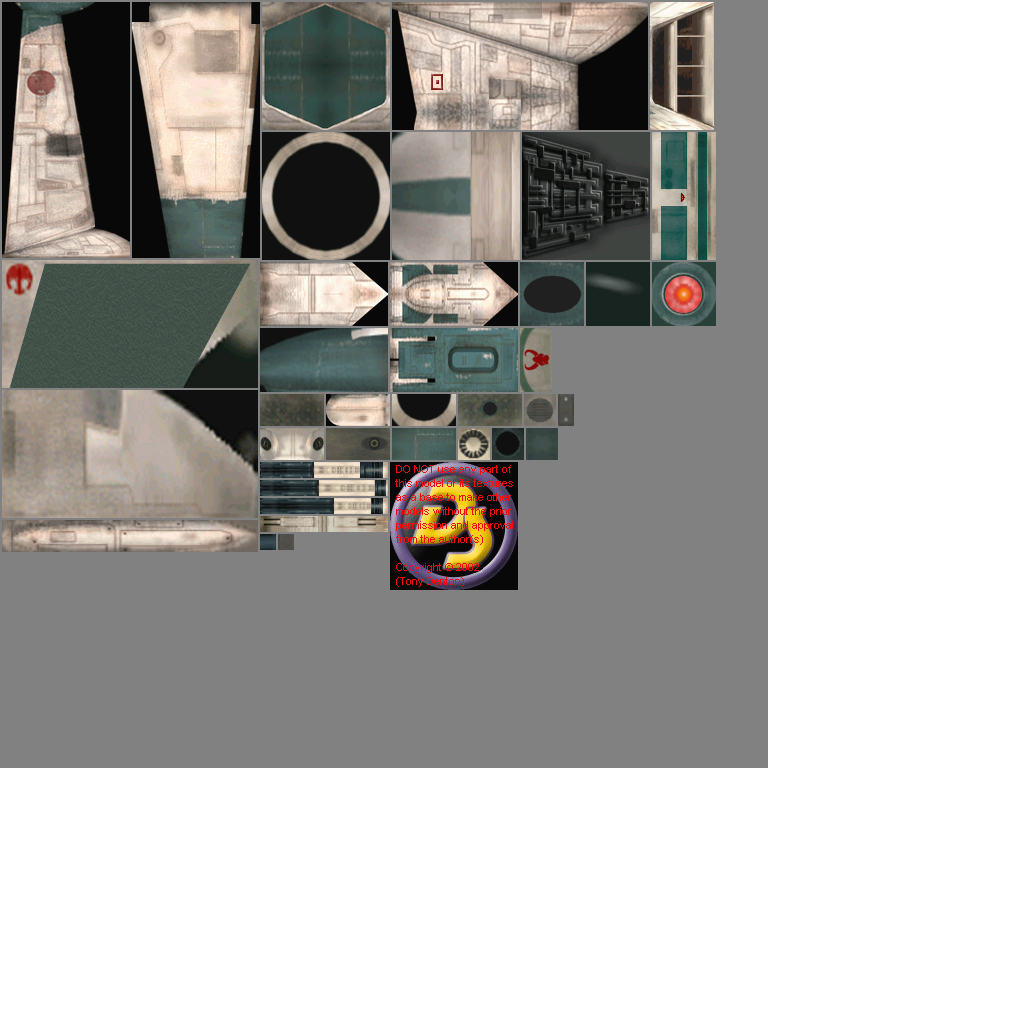 DO NOT use any part of
this model or its textures
as a base to make other
models without the prior
permission and approval
from the author(s)
Copyright © 2002
(Tony